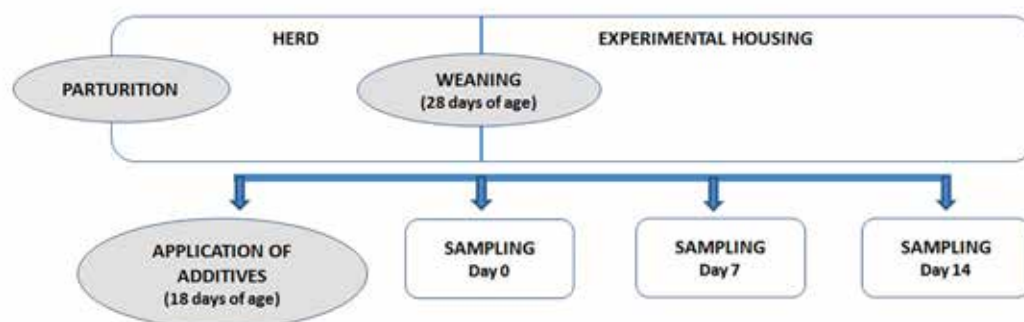 HERD
EXPERIMENTAL HOUSING
PARTURITION
WEANING
(28 days of age)
APPLICATION OF
ADDITIVES
(18 days of age)
SAMPLING
Day 0
SAMPLING
Day 7
SAMPLING
Day 14